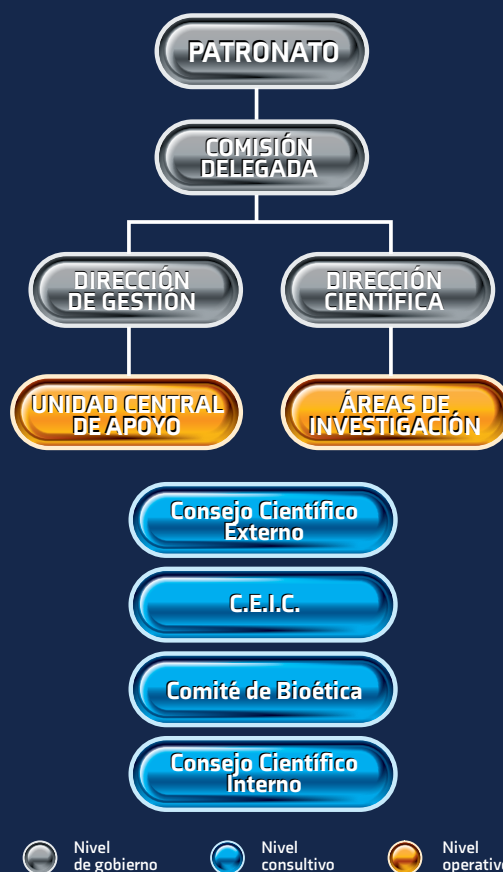 PATRONATO
COMISIÓN
DELEGADA
DIRECCIÓN
DE GESTIÓN
DIRECCIÓN
CIENTÍFICA
UNIDAD CENTRAL
DE APOYO
ÁREAS DE
INVESTIGACIÓN
Consejo Científico
Externo
C.E.I.C.
Comité de Bioética
Consejo Científico
Interno
Nivel
de gobierno
Nivel
consultivo
Nivel
operativo